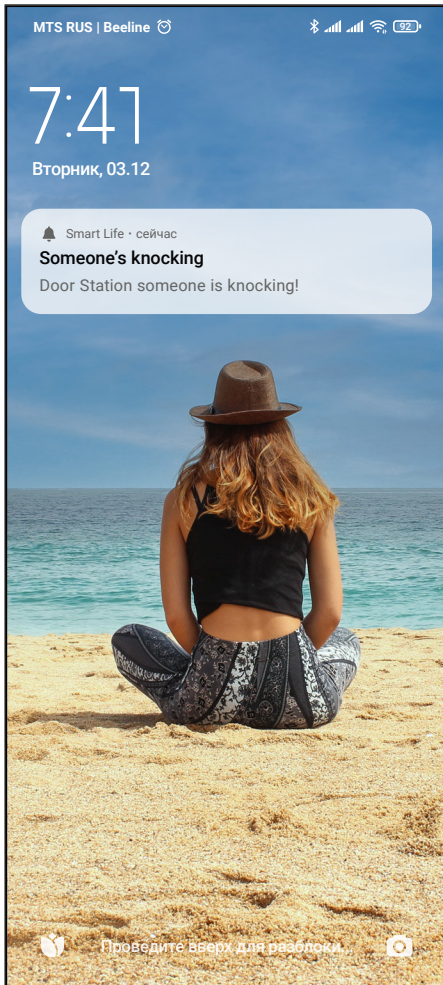 MTS RUS | Beeline
92
7:41
Вторник, 03.12
Smart Life · сейчас
Someone's knocking
Door Station someone is knocking!
Проведите вверх для разблоки...